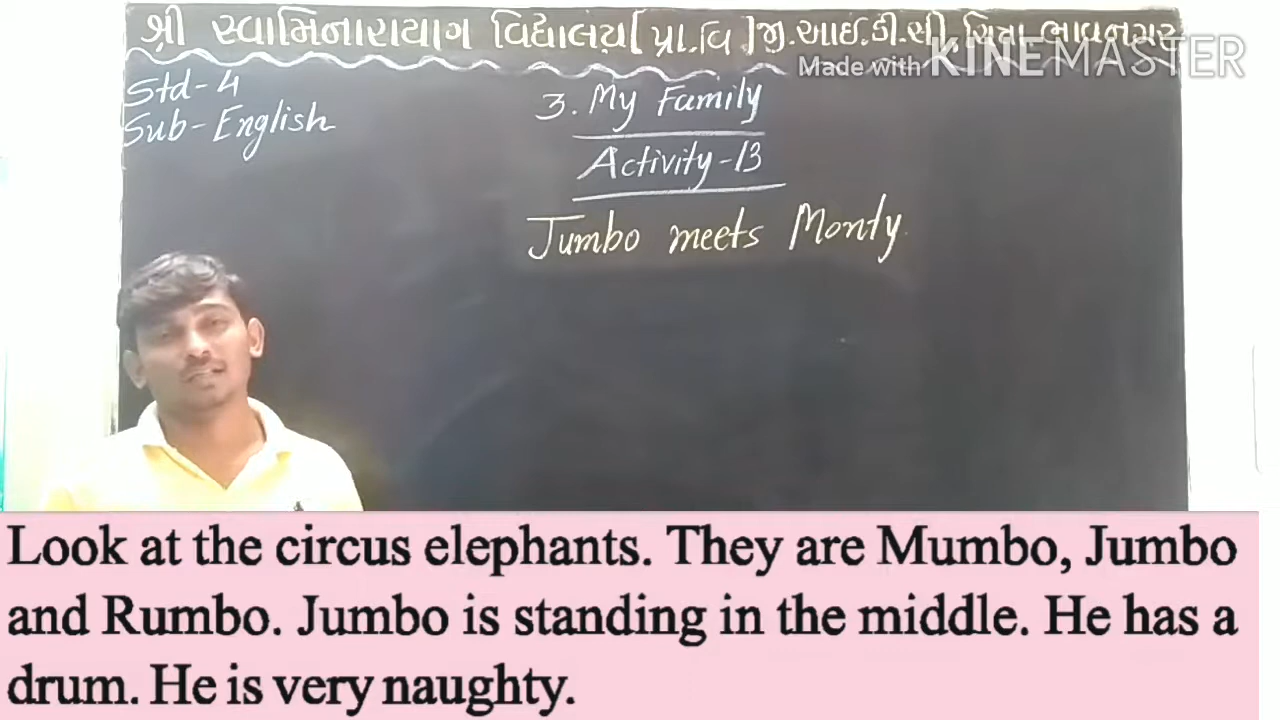 શ્રી સ્વામિનારાયણ વિદ્યાલય [પ્રા.વિ.] જી.આઈ.ડી.સી. ચિત્રા ભાવનગર
Made with KINEMASTER
Std-4
Sub-English
3. My Family
Activity-13
Jumbo meets Monty
Look at the circus elephants. They are Mumbo, Jumbo
and Rumbo. Jumbo is standing in the middle. He has a
drum. He is very naughty.